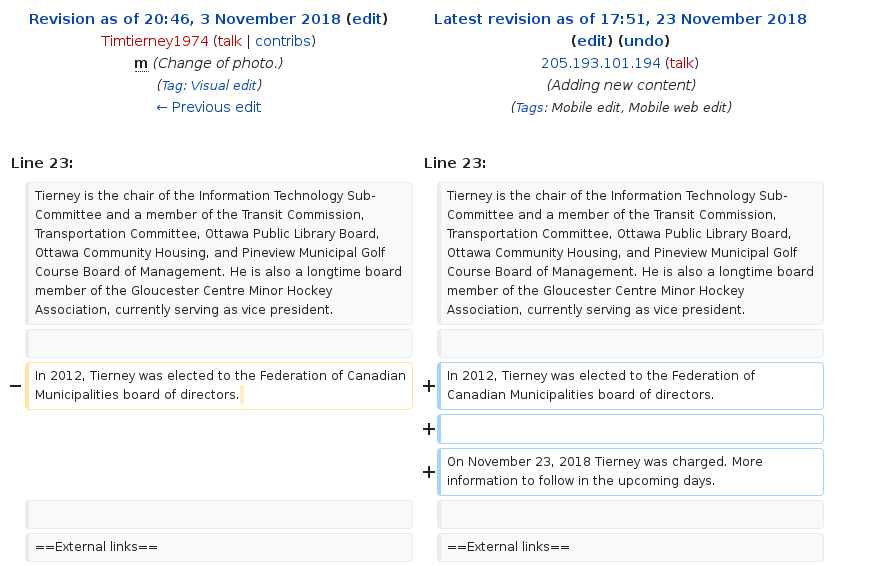 Revision as of 20:46, 3 November 2018 (edit)
Timtierney1974 (talk | contribs)
m (Change of photo.)
(Tag: Visual edit)
← Previous edit
Latest revision as of 17:51, 23 November 2018
(edit) (undo)
205.193.101.194 (talk)
(Adding new content)
(Tags: Mobile edit, Mobile web edit)
Line 23:
Line 23:
Tierney is the chair of the Information Technology Sub-
Committee and a member of the Transit Commission,
Transportation Committee, Ottawa Public Library Board,
Ottawa Community Housing, and Pineview Municipal Golf
Course Board of Management. He is also a longtime board
member of the Gloucester Centre Minor Hockey
Association, currently serving as vice president.
Tierney is the chair of the Information Technology Sub-
Committee and a member of the Transit Commission,
Transportation Committee, Ottawa Public Library Board,
Ottawa Community Housing, and Pineview Municipal Golf
Course Board of Management. He is also a longtime board
member of the Gloucester Centre Minor Hockey
Association, currently serving as vice president.
− In 2012, Tierney was elected to the Federation of Canadian
Municipalities board of directors.
+ In 2012, Tierney was elected to the Federation of
Canadian Municipalities board of directors.
+
+ On November 23, 2018 Tierney was charged. More
information to follow in the upcoming days.
==External links==
==External links==